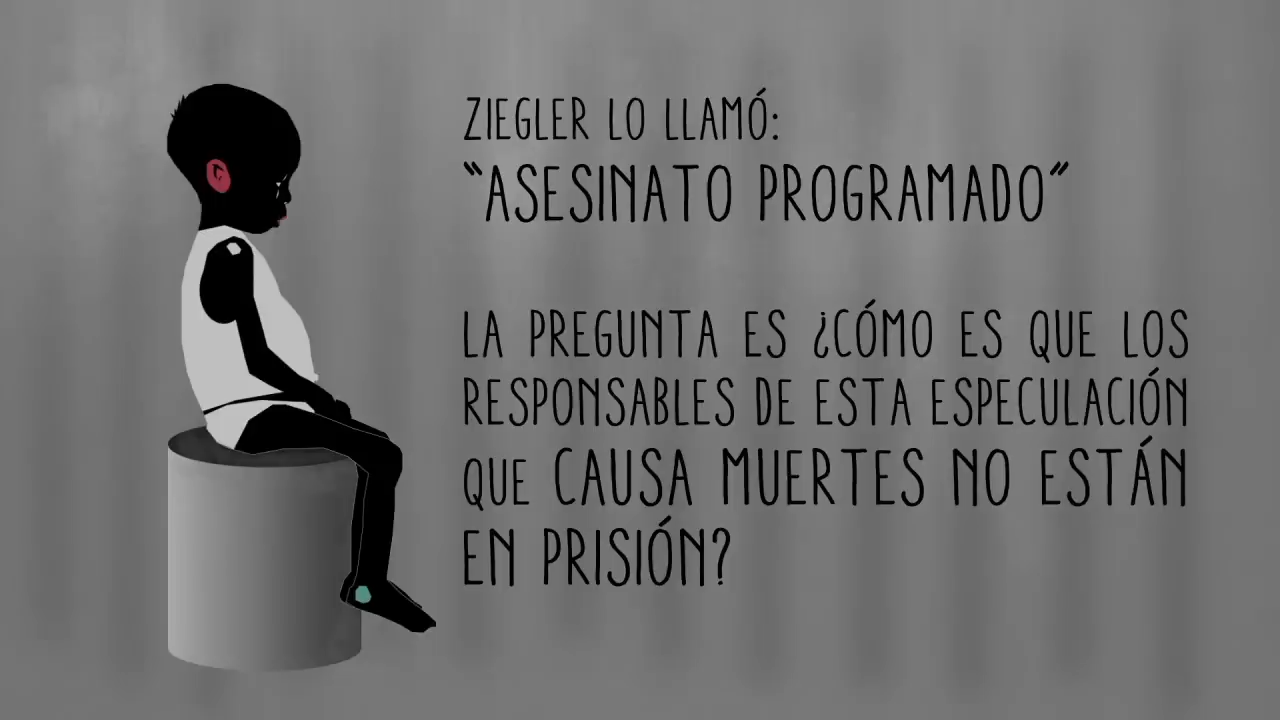 ZIEGLER LO LLAMÓ:
"ASESINATO PROGRAMADO"
LA PREGUNTA ES ¿CÓMO ES QUE LOS
RESPONSABLES DE ESTA ESPECULACIÓN
QUE CAUSA MUERTES NO ESTÁN
EN PRISIÓN?